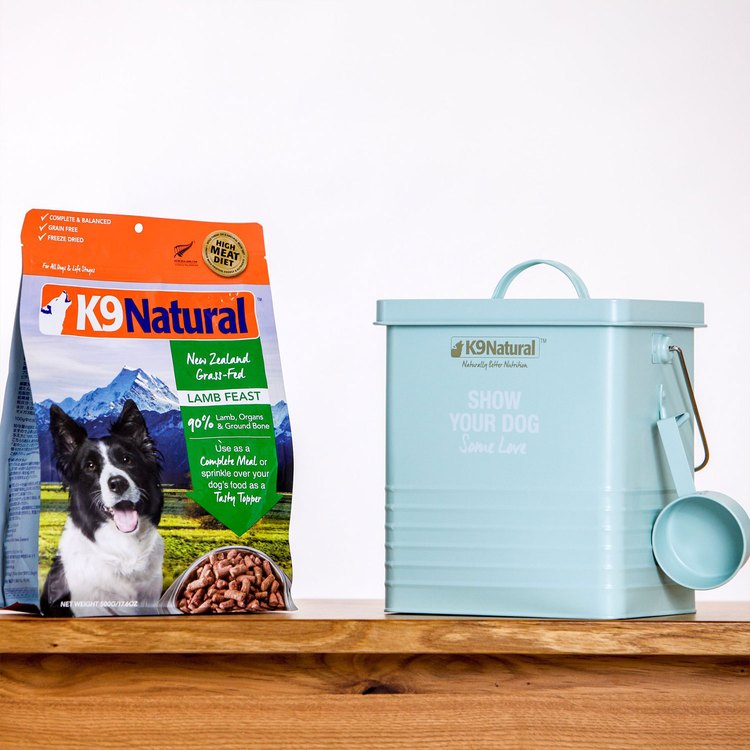 ✓ COMPLETE & BALANCED
✓ GRAIN FREE
✓ FREEZE DRIED
For All Dogs & Life Stages
HIGH
MEAT
DIET
K9Natural™
New Zealand
Grass-Fed
LAMB FEAST
90% Lamb, Organs
& Ground Bone
Use as a
Complete Meal or
sprinkle over your
dog's food as a
Tasty Topper
NET WEIGHT 500G/17.6OZ
K9Natural™
Naturally Better Nutrition
SHOW
YOUR DOG
Some Love